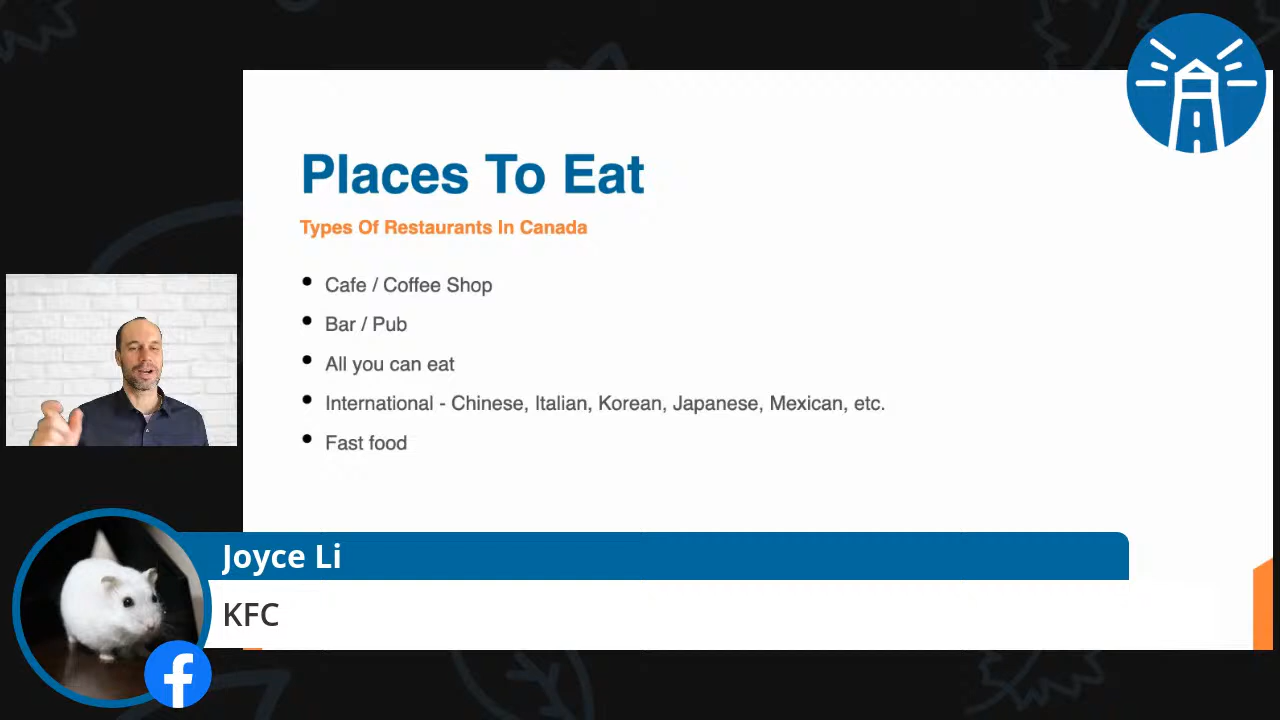 Places To Eat
Types Of Restaurants In Canada
Cafe / Coffee Shop
Bar / Pub
All you can eat
International - Chinese, Italian, Korean, Japanese, Mexican, etc.
Fast food
Joyce Li
KFC